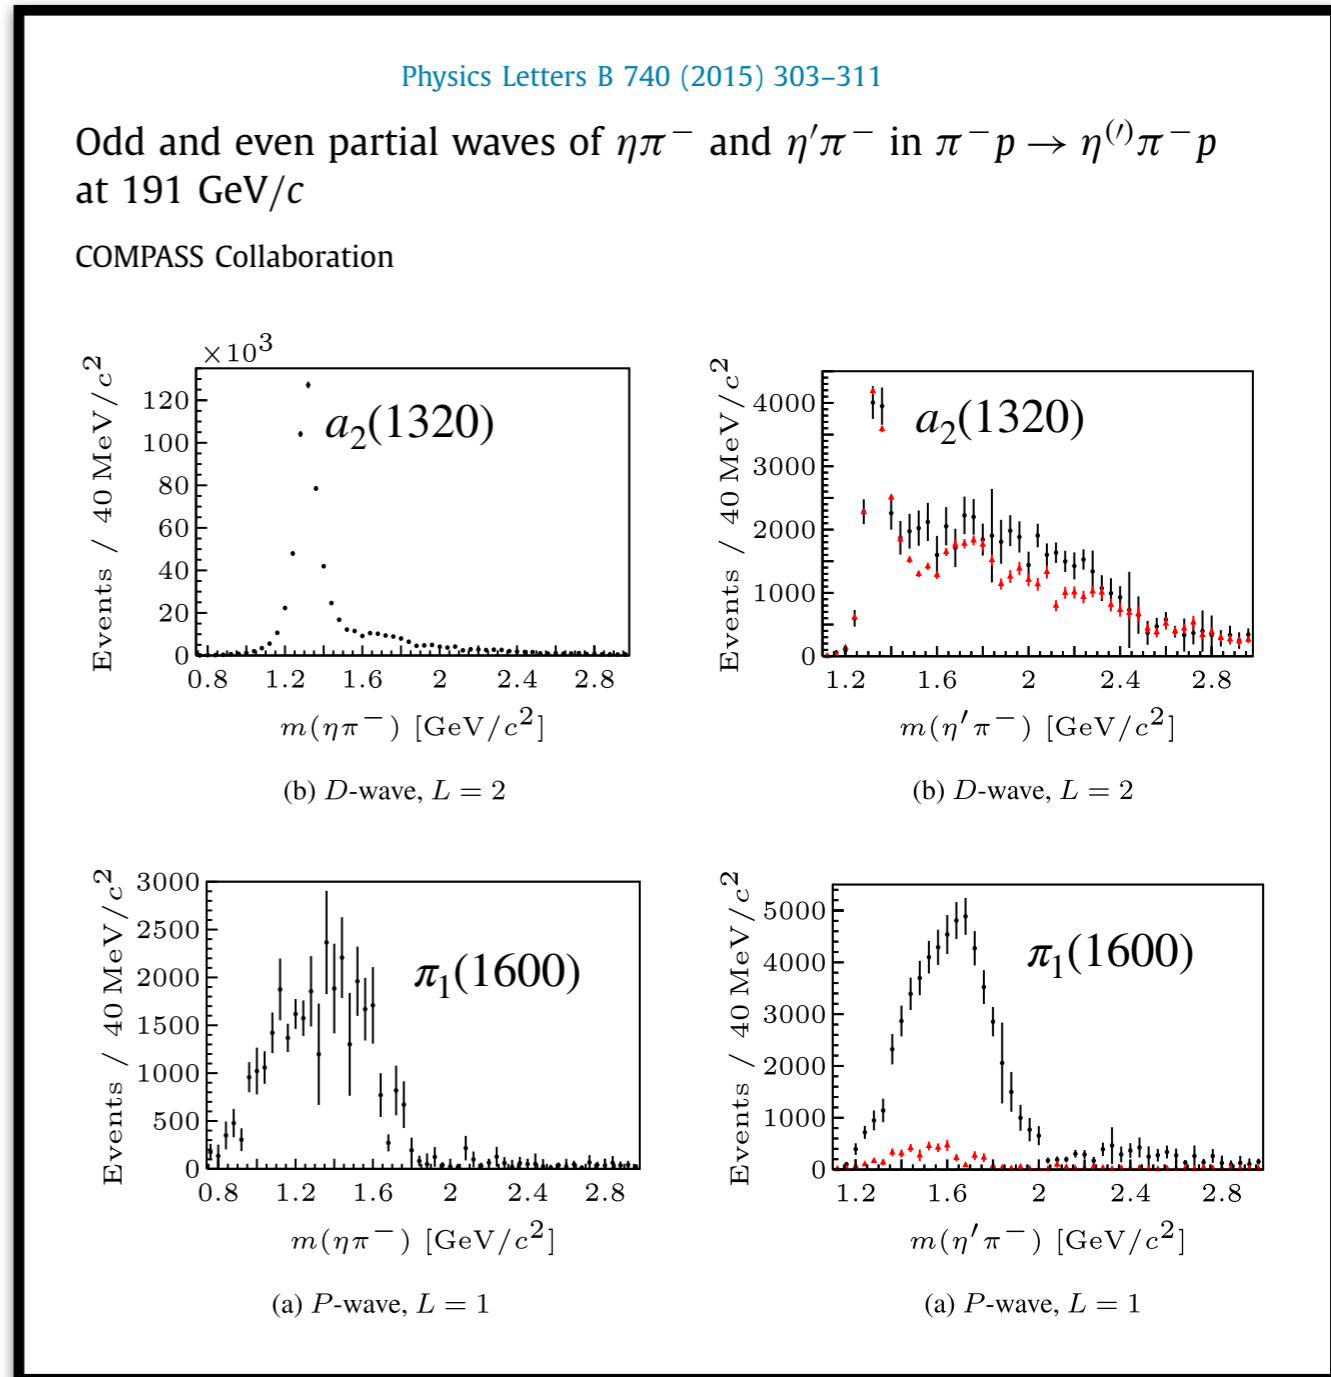 Physics Letters B 740 (2015) 303–311
Odd and even partial waves of ηπ⁻ and η′π⁻ in π⁻p → η⁽′⁾π⁻p
at 191 GeV/c
COMPASS Collaboration
×10³
Events / 40 MeV/c²
120
100
80
60
40
20
0
a₂(1320)
0.8 1.2 1.6 2 2.4 2.8
m(ηπ⁻) [GeV/c²]
(b) D-wave, L = 2
Events / 40 MeV/c²
4000
3000
2000
1000
0
a₂(1320)
1.2 1.6 2 2.4 2.8
m(η′π⁻) [GeV/c²]
(b) D-wave, L = 2
Events / 40 MeV/c²
3000
2500
2000
1500
1000
500
0
π₁(1600)
0.8 1.2 1.6 2 2.4 2.8
m(ηπ⁻) [GeV/c²]
(a) P-wave, L = 1
Events / 40 MeV/c²
5000
4000
3000
2000
1000
0
π₁(1600)
1.2 1.6 2 2.4 2.8
m(η′π⁻) [GeV/c²]
(a) P-wave, L = 1